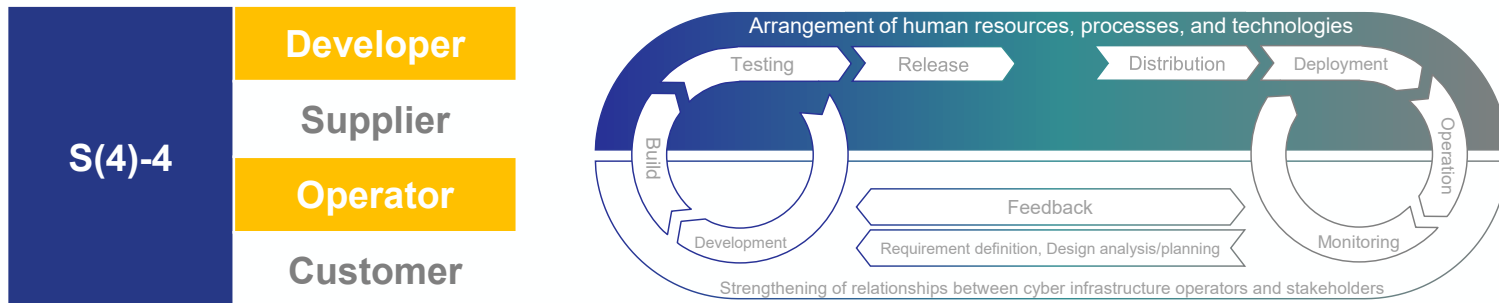 S(4)-4
Developer
Supplier
Operator
Customer
Arrangement of human resources, processes, and technologies
Testing
Release
Distribution
Deployment
Build
Operation
Feedback
Development
Requirement definition, Design analysis/planning
Monitoring
Strengthening of relationships between cyber infrastructure operators and stakeholders